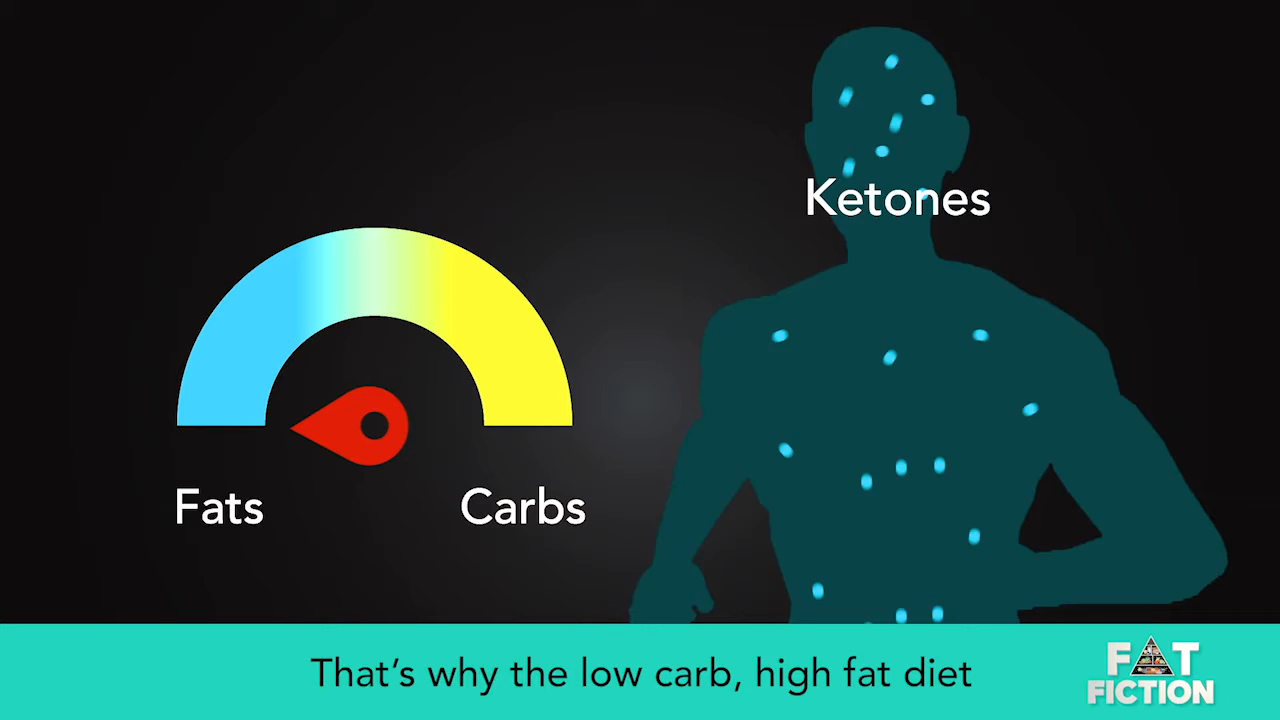 Ketones
Fats
Carbs
That's why the low carb, high fat diet
FAT
FICTION